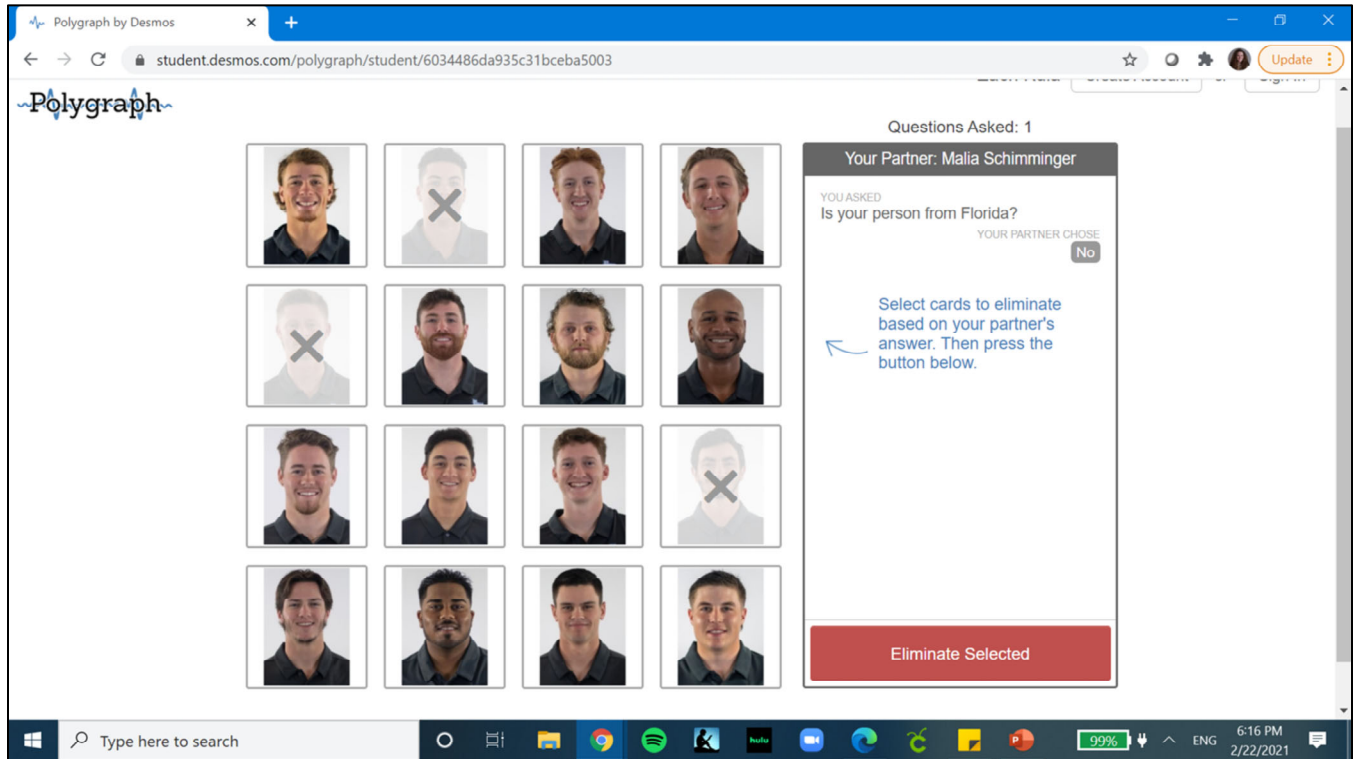 Polygraph by Desmos
student.desmos.com/polygraph/student/6034486da935c31bceba5003
Update
Polygraph
Questions Asked: 1
Your Partner: Malia Schimminger
YOU ASKED
Is your person from Florida?
YOUR PARTNER CHOSE
No
Select cards to eliminate
based on your partner's
answer. Then press the
button below.
Eliminate Selected
Type here to search
hulu
99%
ENG
6:16 PM
2/22/2021